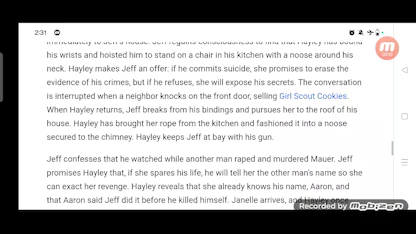 2:31
immediately to Jeff's house. Jeff regains consciousness to find that Hayley has bound
his wrists and hoisted him to stand on a chair in his kitchen with a noose around his
neck. Hayley makes Jeff an offer: if he commits suicide, she promises to erase the
evidence of his crimes, but if he refuses, she will expose his secrets. The conversation
is interrupted when a neighbor knocks on the front door, selling Girl Scout Cookies.
When Hayley returns, Jeff breaks from his bindings and pursues her to the roof of his
house. Hayley has brought her rope from the kitchen and fashioned it into a noose
secured to the chimney. Hayley keeps Jeff at bay with his gun.
Jeff confesses that he watched while another man raped and murdered Mauer. Jeff
promises Hayley that, if she spares his life, he will tell her the other man's name so she
can exact her revenge. Hayley reveals that she already knows his name, Aaron, and
that Aaron said Jeff did it before he killed himself. Janelle arrives, and Hayley once
Recorded by Mobizen